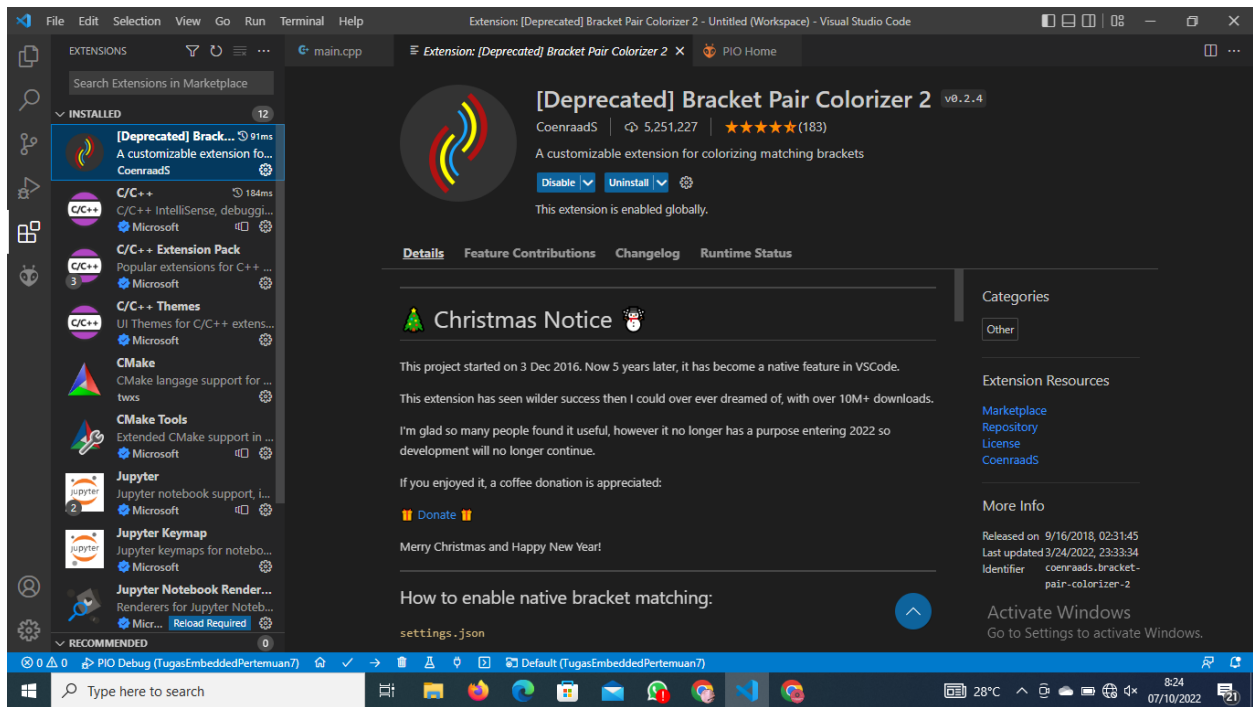 File Edit Selection View Go Run Terminal Help
Extension: [Deprecated] Bracket Pair Colorizer 2 - Untitled (Workspace) - Visual Studio Code
EXTENSIONS
main.cpp
Extension: [Deprecated] Bracket Pair Colorizer 2
PIO Home
Search Extensions in Marketplace
INSTALLED 12
[Deprecated] Brack... 91ms
A customizable extension fo...
CoenraadS
C/C++ 184ms
C/C++ IntelliSense, debuggi...
Microsoft
C/C++ Extension Pack
Popular extensions for C++ ...
3 Microsoft
C/C++ Themes
UI Themes for C/C++ extens...
Microsoft
CMake
CMake langage support for ...
twxs
CMake Tools
Extended CMake support in ...
Microsoft
Jupyter
Jupyter notebook support, i...
2 Microsoft
Jupyter Keymap
Jupyter keymaps for notebo...
Microsoft
Jupyter Notebook Render...
Renderers for Jupyter Noteb...
Micr... Reload Required
RECOMMENDED 0
[Deprecated] Bracket Pair Colorizer 2 v0.2.4
CoenraadS 5,251,227 (183)
A customizable extension for colorizing matching brackets
Disable Uninstall
This extension is enabled globally.
Details Feature Contributions Changelog Runtime Status
Christmas Notice
This project started on 3 Dec 2016. Now 5 years later, it has become a native feature in VSCode.
This extension has seen wilder success then I could over ever dreamed of, with over 10M+ downloads.
I'm glad so many people found it useful, however it no longer has a purpose entering 2022 so
development will no longer continue.
If you enjoyed it, a coffee donation is appreciated:
Donate
Merry Christmas and Happy New Year!
How to enable native bracket matching:
settings.json
Categories
Other
Extension Resources
Marketplace
Repository
License
CoenraadS
More Info
Released on 9/16/2018, 02:31:45
Last updated 3/24/2022, 23:33:34
Identifier coenraads.bracket-
pair-colorizer-2
Activate Windows
Go to Settings to activate Windows.
0 0 PIO Debug (TugasEmbeddedPertemuan7) Default (TugasEmbeddedPertemuan7)
Type here to search
28°C
8:24
07/10/2022
21